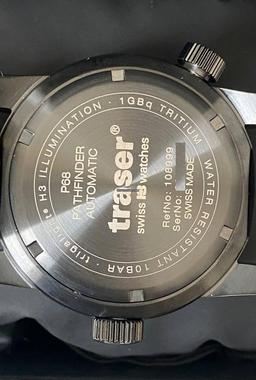 P68
PATHFINDER
AUTOMATIC
traser®
swiss H3 watches
RefNo: 108999
SerNo:
SWISS MADE
trigalight® H3 ILLUMINATION - 1GBq TRITIUM - WATER RESISTANT 10BAR -